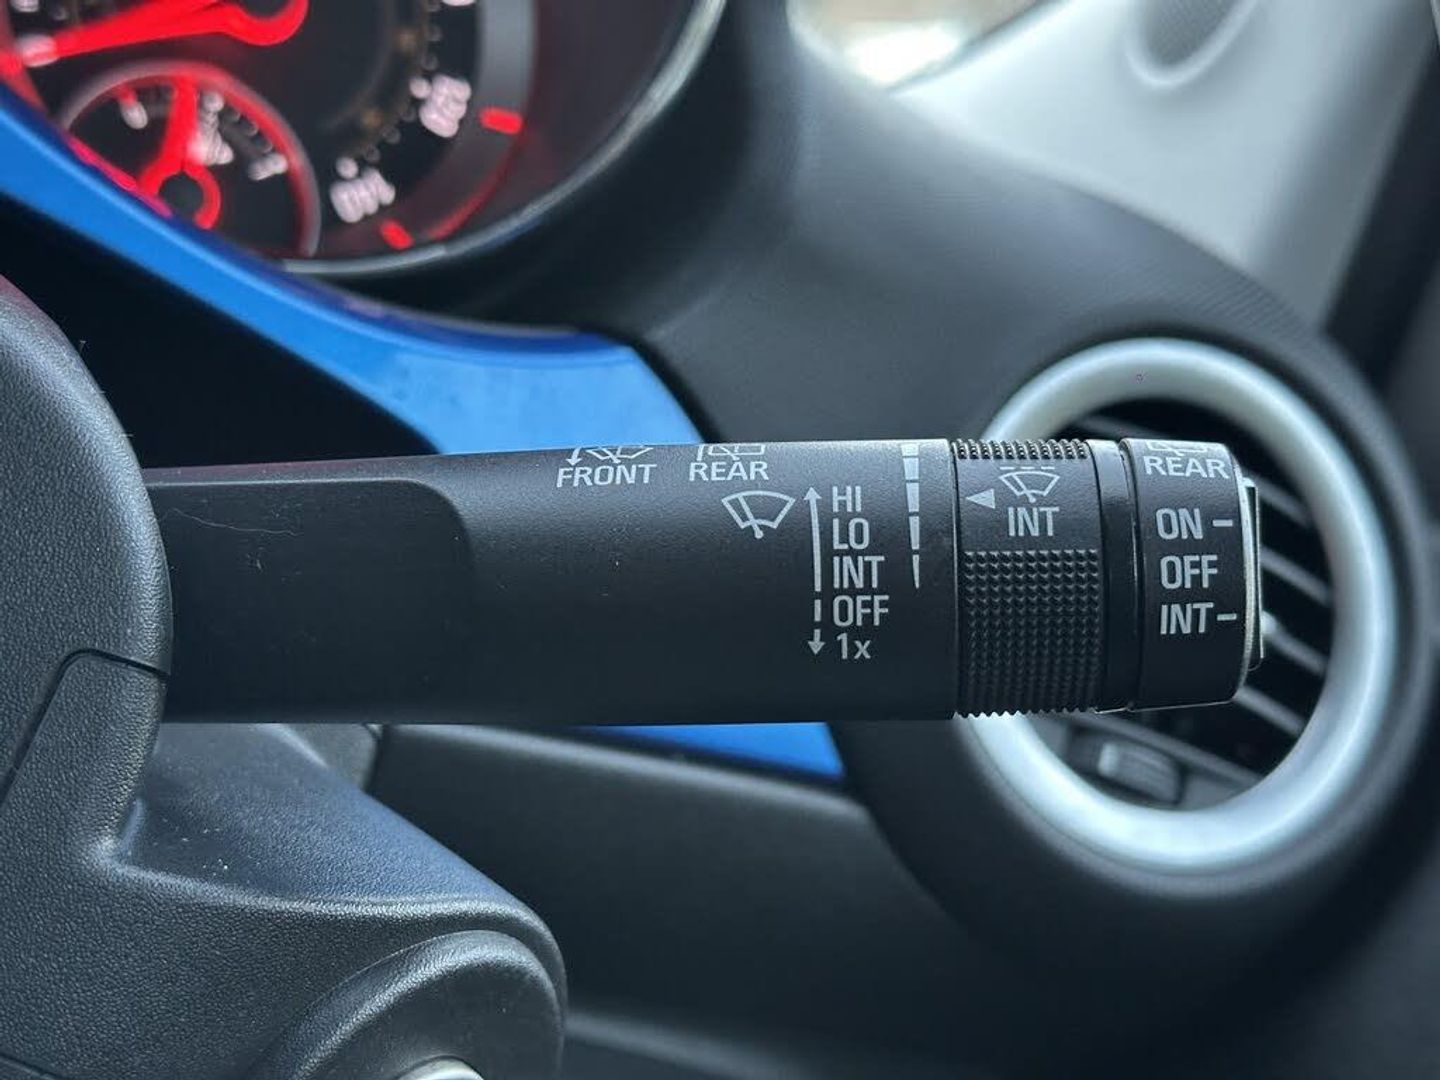 FRONT REAR
HI
LO
INT
OFF
1x
INT
REAR
ON
OFF
INT